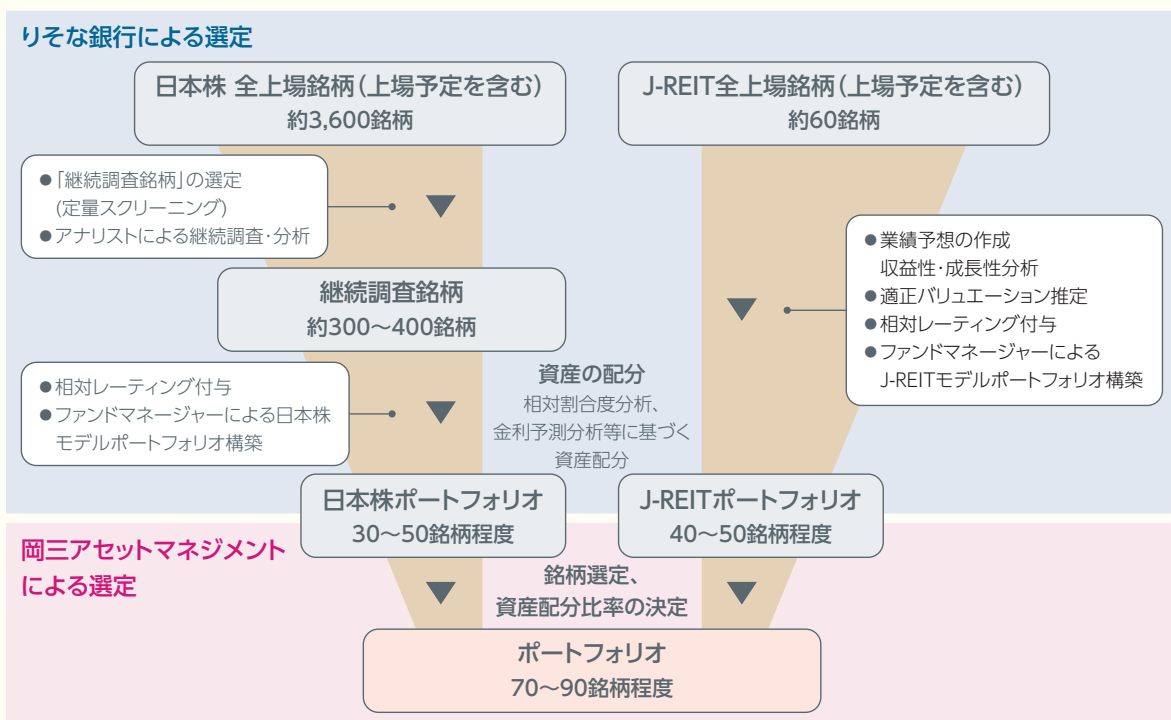 りそな銀行による選定
日本株 全上場銘柄（上場予定を含む）
約3,600銘柄
J-REIT全上場銘柄（上場予定を含む）
約60銘柄
●「継続調査銘柄」の選定
(定量スクリーニング)
●アナリストによる継続調査・分析
継続調査銘柄
約300〜400銘柄
●業績予想の作成
収益性・成長性分析
●適正バリュエーション推定
●相対レーティング付与
●ファンドマネージャーによる
J-REITモデルポートフォリオ構築
●相対レーティング付与
●ファンドマネージャーによる日本株
モデルポートフォリオ構築
資産の配分
相対割合度分析、
金利予測分析等に基づく
資産配分
日本株ポートフォリオ
30〜50銘柄程度
J-REITポートフォリオ
40〜50銘柄程度
岡三アセットマネジメント
による選定
銘柄選定、
資産配分比率の決定
ポートフォリオ
70〜90銘柄程度